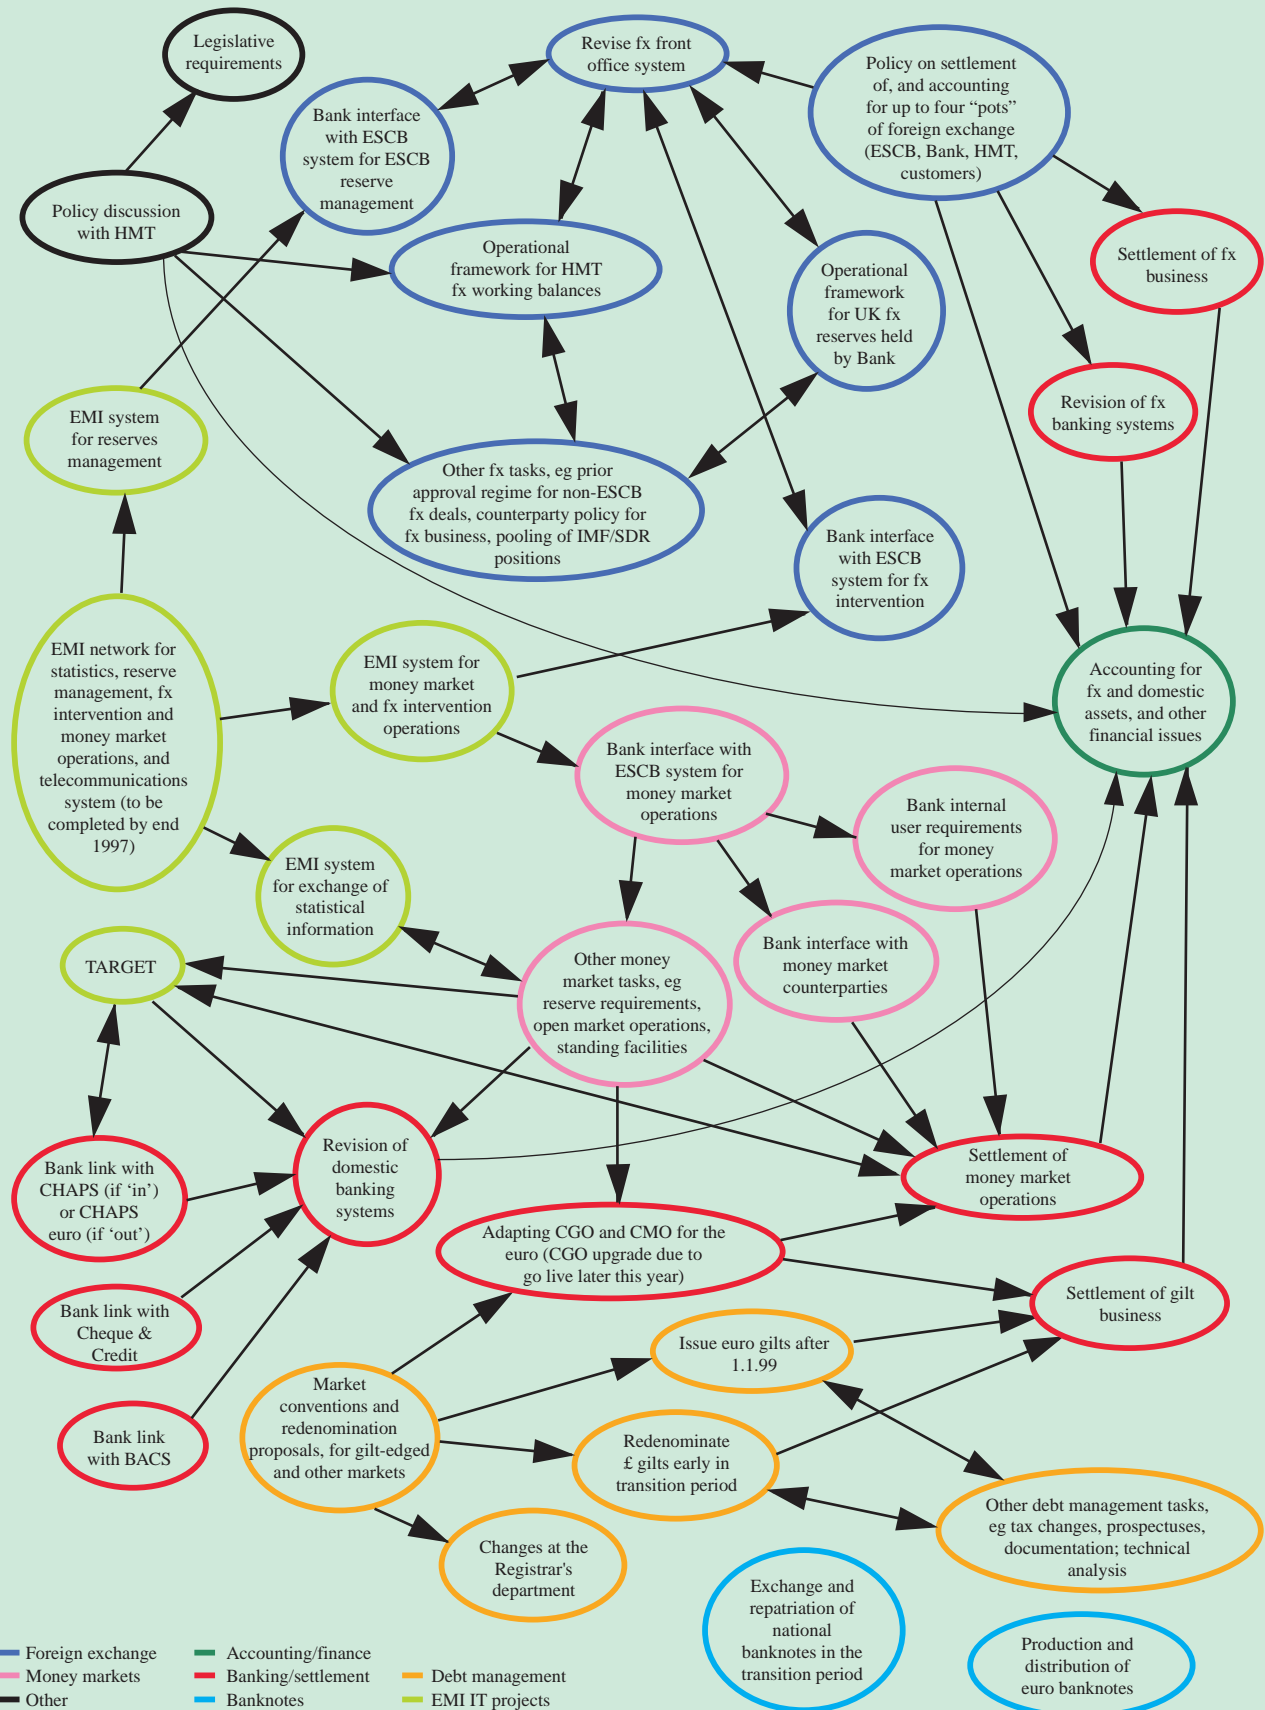 Legislative
requirements
Revise fx front
office system
Policy on settlement
of, and accounting
for up to four “pots”
of foreign exchange
(ESCB, Bank, HMT,
customers)
Bank interface
with ESCB
system for ESCB
reserve
management
Policy discussion
with HMT
Operational
framework for HMT
fx working balances
Operational
framework
for UK fx
reserves held
by Bank
Settlement of fx
business
EMI system
for reserves
management
Revision of fx
banking systems
Other fx tasks, eg prior
approval regime for non-ESCB
fx deals, counterparty policy for
fx business, pooling of IMF/SDR
positions
Bank interface
with ESCB
system for fx
intervention
EMI network for
statistics, reserve
management, fx
intervention and
money market
operations, and
telecommunications
system (to be
completed by end
1997)
EMI system for
money market
and fx intervention
operations
Accounting for
fx and domestic
assets, and other
financial issues
Bank interface with
ESCB system for
money market
operations
Bank internal
user requirements
for money
market operations
EMI system
for exchange of
statistical
information
TARGET
Other money
market tasks, eg
reserve requirements,
open market operations,
standing facilities
Bank interface with
money market
counterparties
Bank link with
CHAPS (if ‘in’)
or CHAPS
euro (if ‘out’)
Revision of
domestic
banking
systems
Settlement of
money market
operations
Adapting CGO and CMO for the
euro (CGO upgrade due to
go live later this year)
Settlement of gilt
business
Bank link with
Cheque &
Credit
Issue euro gilts after
1.1.99
Bank link
with BACS
Market
conventions and
redenomination
proposals, for gilt-edged
and other markets
Redenominate
£ gilts early in
transition period
Other debt management tasks,
eg tax changes, prospectuses,
documentation; technical
analysis
Changes at the
Registrar's
department
Exchange and
repatriation of
national
banknotes in the
transition period
Production and
distribution of
euro banknotes
Foreign exchange
Accounting/finance
Money markets
Banking/settlement
Debt management
Other
Banknotes
EMI IT projects